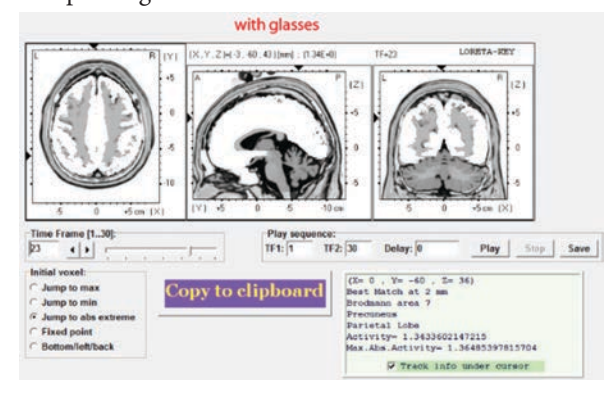 with glasses
L R [Y] (X,Y,Z)=(-3, -60, 43)[mm] ; (1.34E+0) TF=23 LORETA-KEY
A P [Z] L R [Z]
+5 +5 +5
0 0 0
-5 -5 -5
-10
-5 0 +5 cm [X] [Y] +5 0 -5 -10 cm -5 0 +5 cm [X]
Time Frame [1..30]: Play sequence:
23 TF1: 1 TF2: 30 Delay: 0 Play Stop Save
Initial voxel:
Jump to max
Jump to min
Jump to abs extreme
Fixed point
Bottom/left/back
Copy to clipboard
(X= 0 , Y= -60 , Z= 36)
Best Match at 2 mm
Brodmann area 7
Precuneus
Parietal Lobe
Activity= 1.3433602147215
Max.Abs.Activity= 1.36485397815704
Track info under cursor